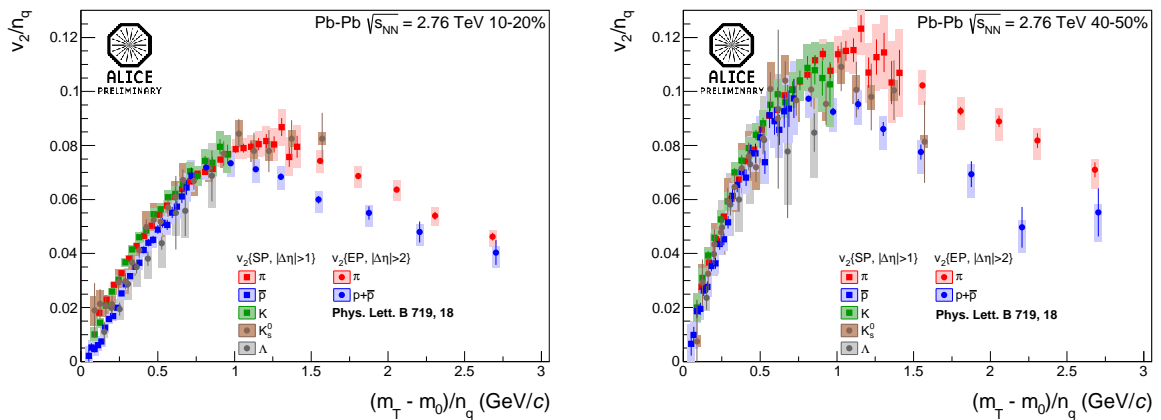 v2/nq
Pb-Pb √sNN = 2.76 TeV 10-20%
ALICE
PRELIMINARY
0.12
0.1
0.08
0.06
0.04
0.02
0
v2{SP, |Δη|>1} v2{EP, |Δη|>2}
π π
p̅ p+p̅
K Phys. Lett. B 719, 18
K0s
Λ
0 0.5 1 1.5 2 2.5 3
(mT - m0)/nq (GeV/c)
v2/nq
Pb-Pb √sNN = 2.76 TeV 40-50%
ALICE
PRELIMINARY
0.12
0.1
0.08
0.06
0.04
0.02
0
v2{SP, |Δη|>1} v2{EP, |Δη|>2}
π π
p̅ p+p̅
K Phys. Lett. B 719, 18
K0s
Λ
0 0.5 1 1.5 2 2.5 3
(mT - m0)/nq (GeV/c)